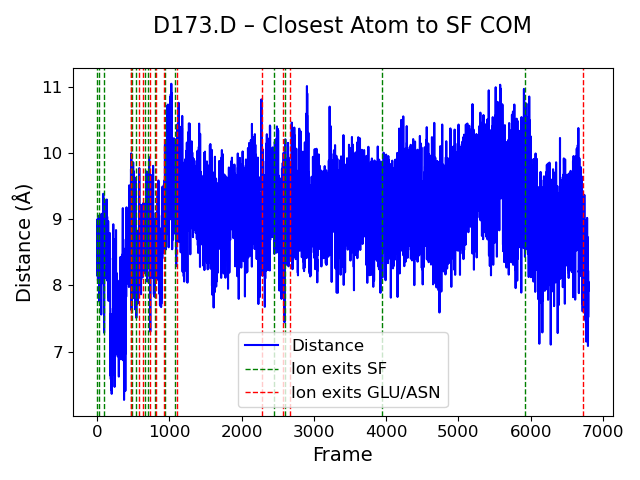 D173.D – Closest Atom to SF COM
Distance (Å)
11
10
9
8
7
Distance
Ion exits SF
Ion exits GLU/ASN
0 1000 2000 3000 4000 5000 6000 7000
Frame